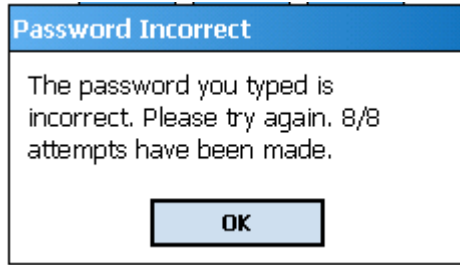 Password Incorrect
The password you typed is
incorrect. Please try again. 8/8
attempts have been made.
OK